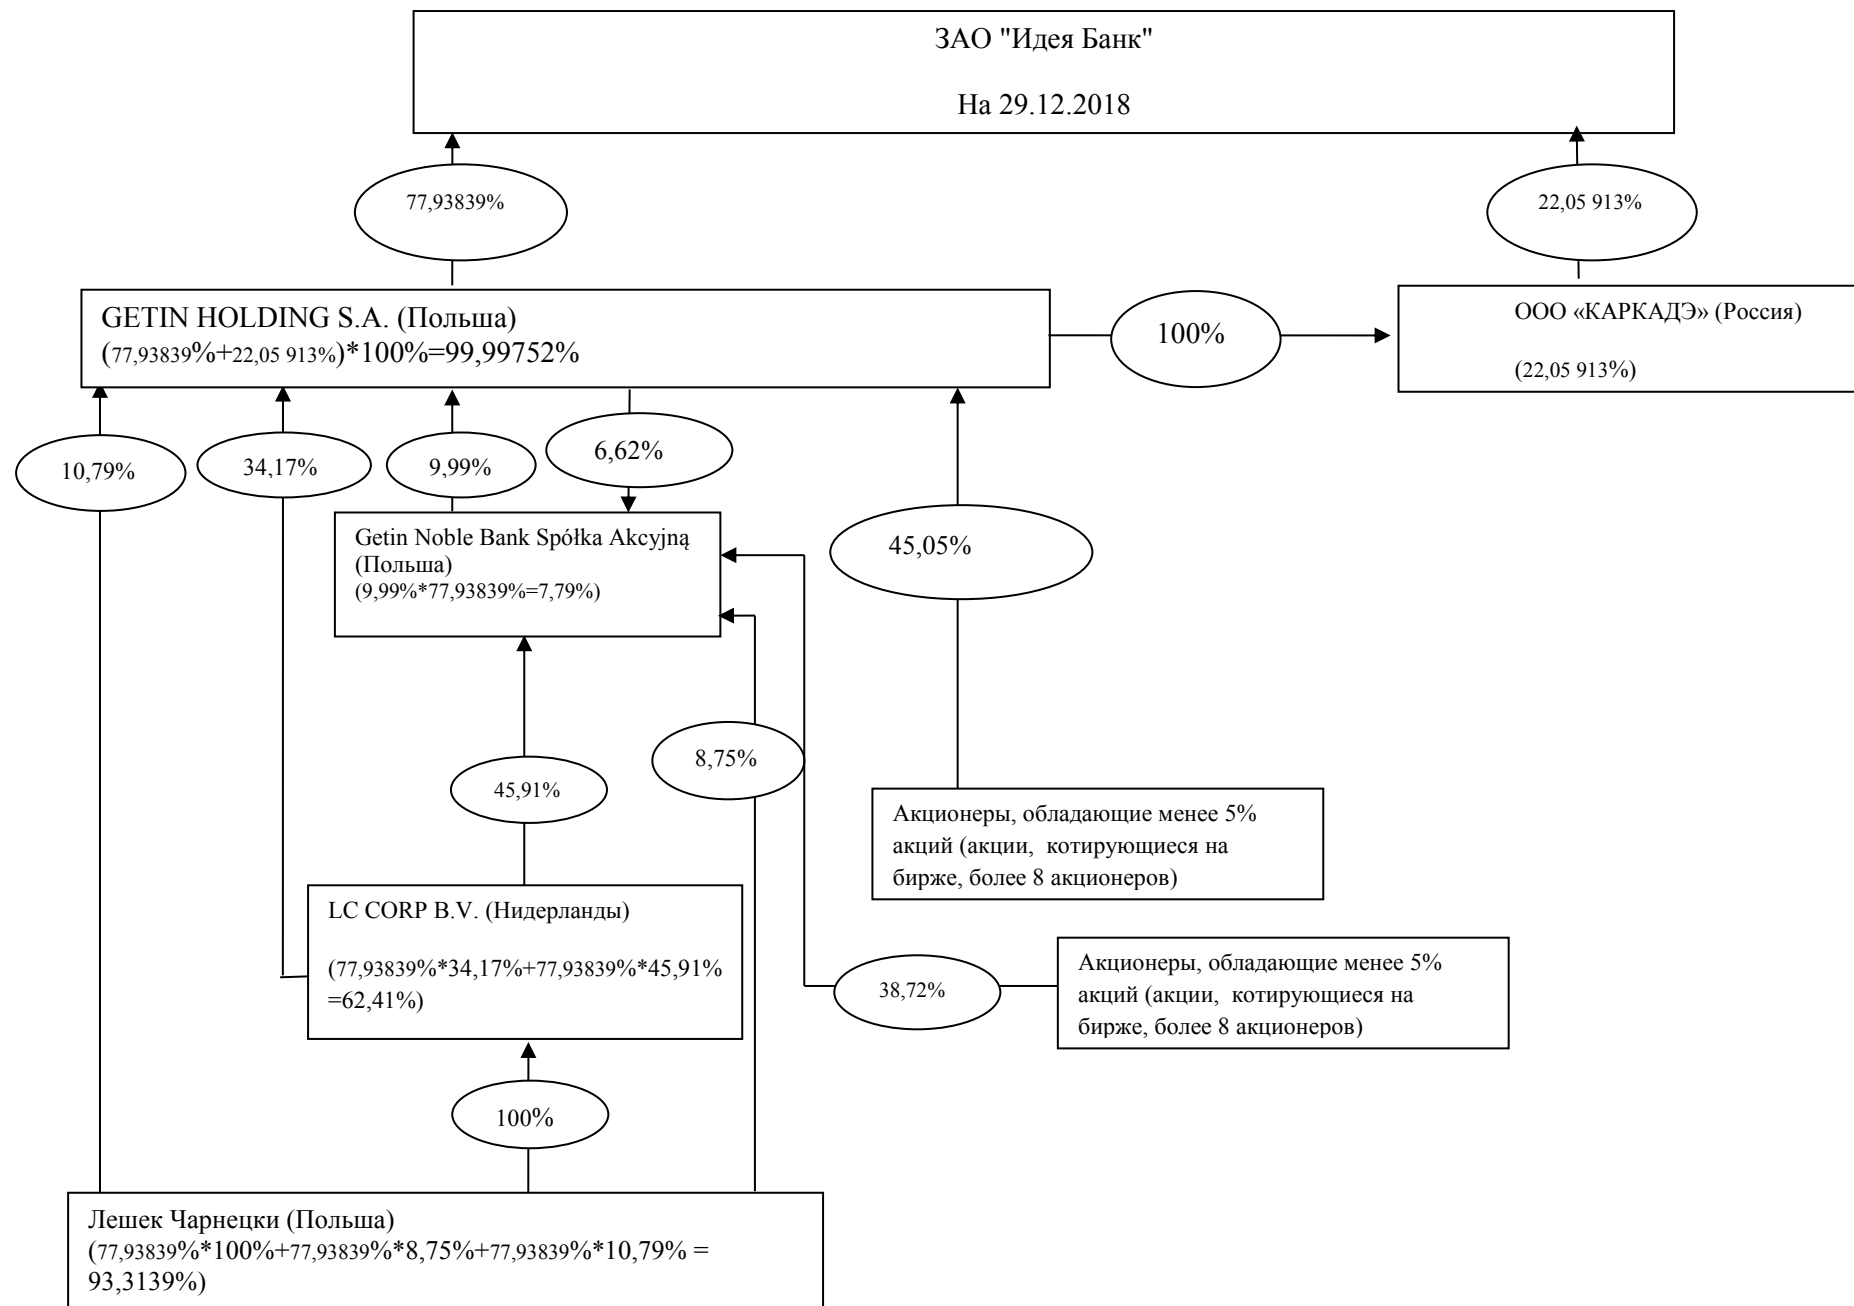 ЗАО "Идея Банк"
На 29.12.2018
77,93839%
22,05 913%
GETIN HOLDING S.A. (Польша)
(77,93839%+22,05 913%)*100%=99,99752%
100%
ООО «КАРКАДЭ» (Россия)
(22,05 913%)
10,79%
34,17%
9,99%
6,62%
45,05%
Getin Noble Bank Spółka Akcyjną
(Польша)
(9,99%*77,93839%=7,79%)
8,75%
45,91%
Акционеры, обладающие менее 5%
акций (акции, котирующиеся на
бирже, более 8 акционеров)
LC CORP B.V. (Нидерланды)
(77,93839%*34,17%+77,93839%*45,91%
=62,41%)
38,72%
Акционеры, обладающие менее 5%
акций (акции, котирующиеся на
бирже, более 8 акционеров)
100%
Лешек Чарнецки (Польша)
(77,93839%*100%+77,93839%*8,75%+77,93839%*10,79% =
93,3139%)